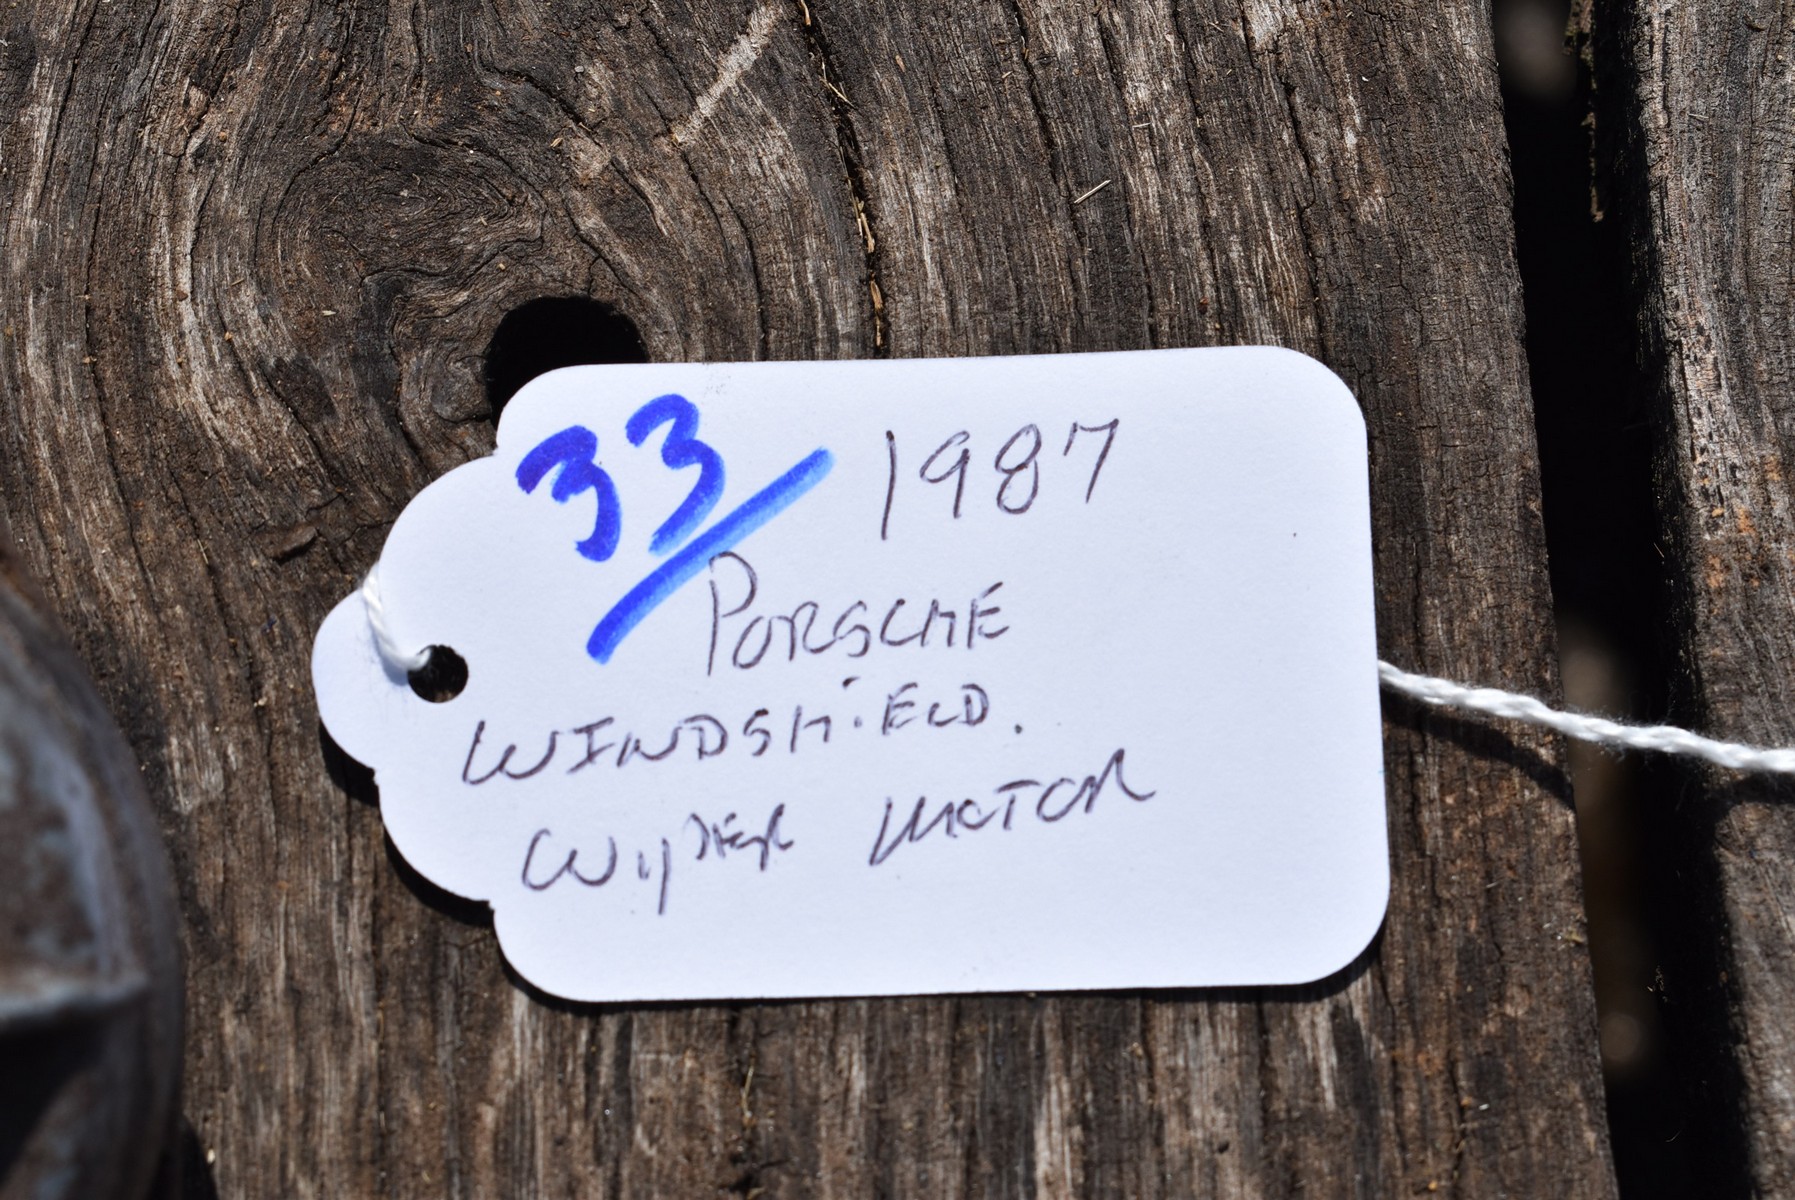 33/ 1987
PORSCHE
WINDSHiELD.
WIPER MOTOR